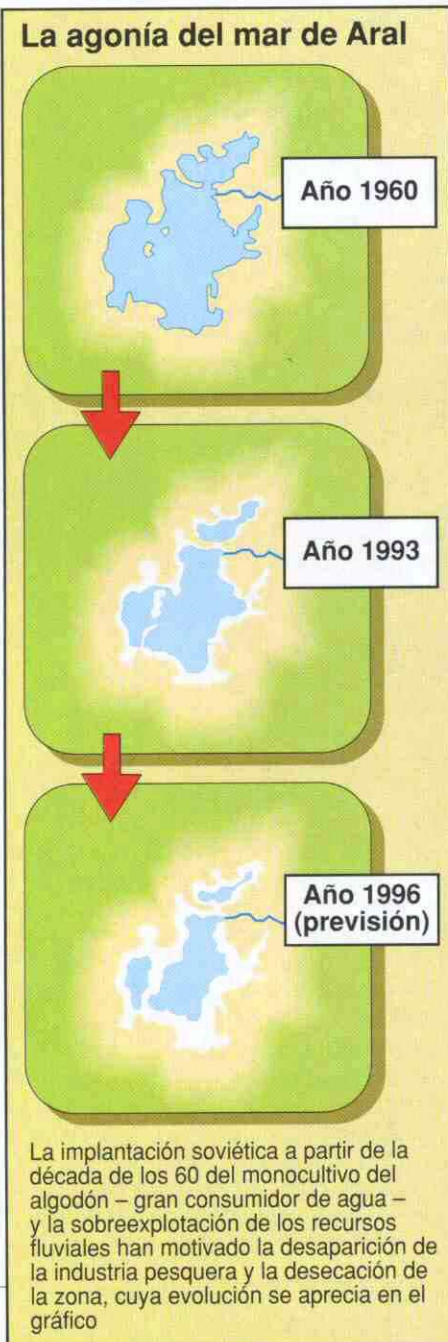 La agonía del mar de Aral
Año 1960
Año 1993
Año 1996
(previsión)
La implantación soviética a partir de la
década de los 60 del monocultivo del
algodón – gran consumidor de agua –
y la sobreexplotación de los recursos
fluviales han motivado la desaparición de
la industria pesquera y la desecación de
la zona, cuya evolución se aprecia en el
gráfico